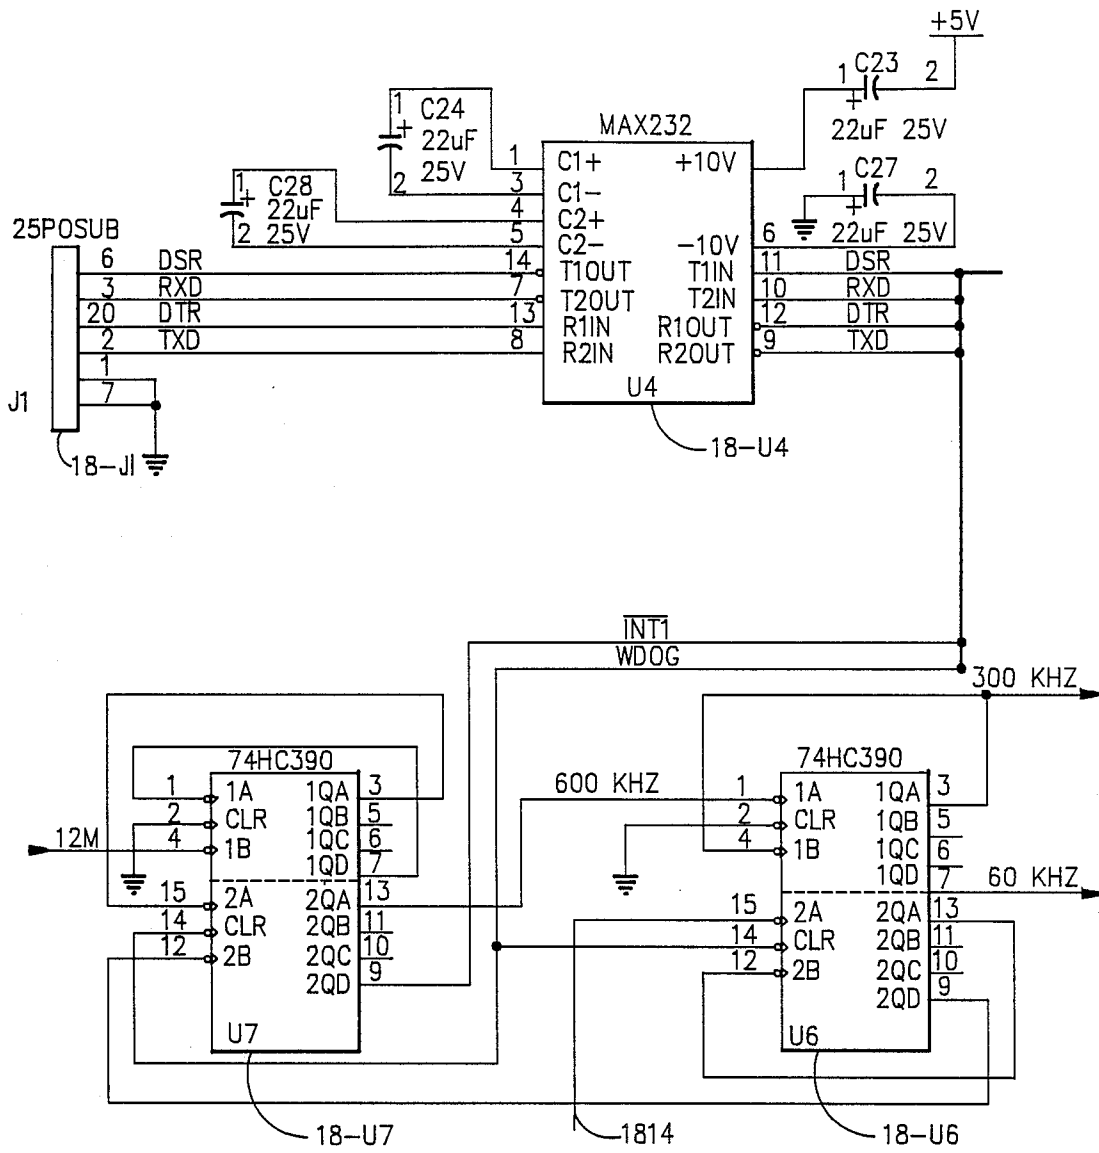 +5V
1 C23 2
+
22uF 25V
MAX232
1 C24
+
22uF
25V
2
1 C28
+
22uF
2 25V
1 C27 2
+
22uF 25V
25POSUB
1 C1+ +10V
3 C1-
4 C2+
5 C2- -10V 6
6 DSR 14 T1OUT T1IN 11 DSR
3 RXD 7 T2OUT T2IN 10 RXD
20 DTR 13 R1IN R1OUT 12 DTR
2 TXD 8 R2IN R2OUT 9 TXD
1
7
J1
U4
18-U4
18-J1
INT1
WDOG
300 KHZ
74HC390
1 1A 1QA 3
2 CLR 1QB 5
1QC 6
12M 4 1B
1QD 7
15 2A 2QA 13
14 CLR 2QB 11
12 2B 2QC 10
2QD 9
U7
18-U7
600 KHZ
74HC390
1 1A 1QA 3
2 CLR 1QB 5
4 1B 1QC 6
1QD 7 60 KHZ
15 2A 2QA 13
14 CLR 2QB 11
12 2B 2QC 10
2QD 9
U6
1814
18-U6